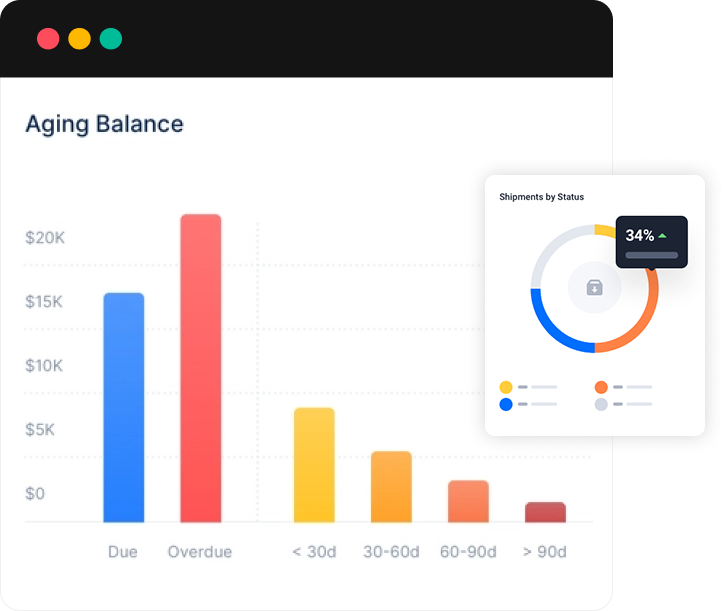 Aging Balance
$20K
$15K
$10K
$5K
$0
Due Overdue < 30d 30-60d 60-90d > 90d
Shipments by Status
34%